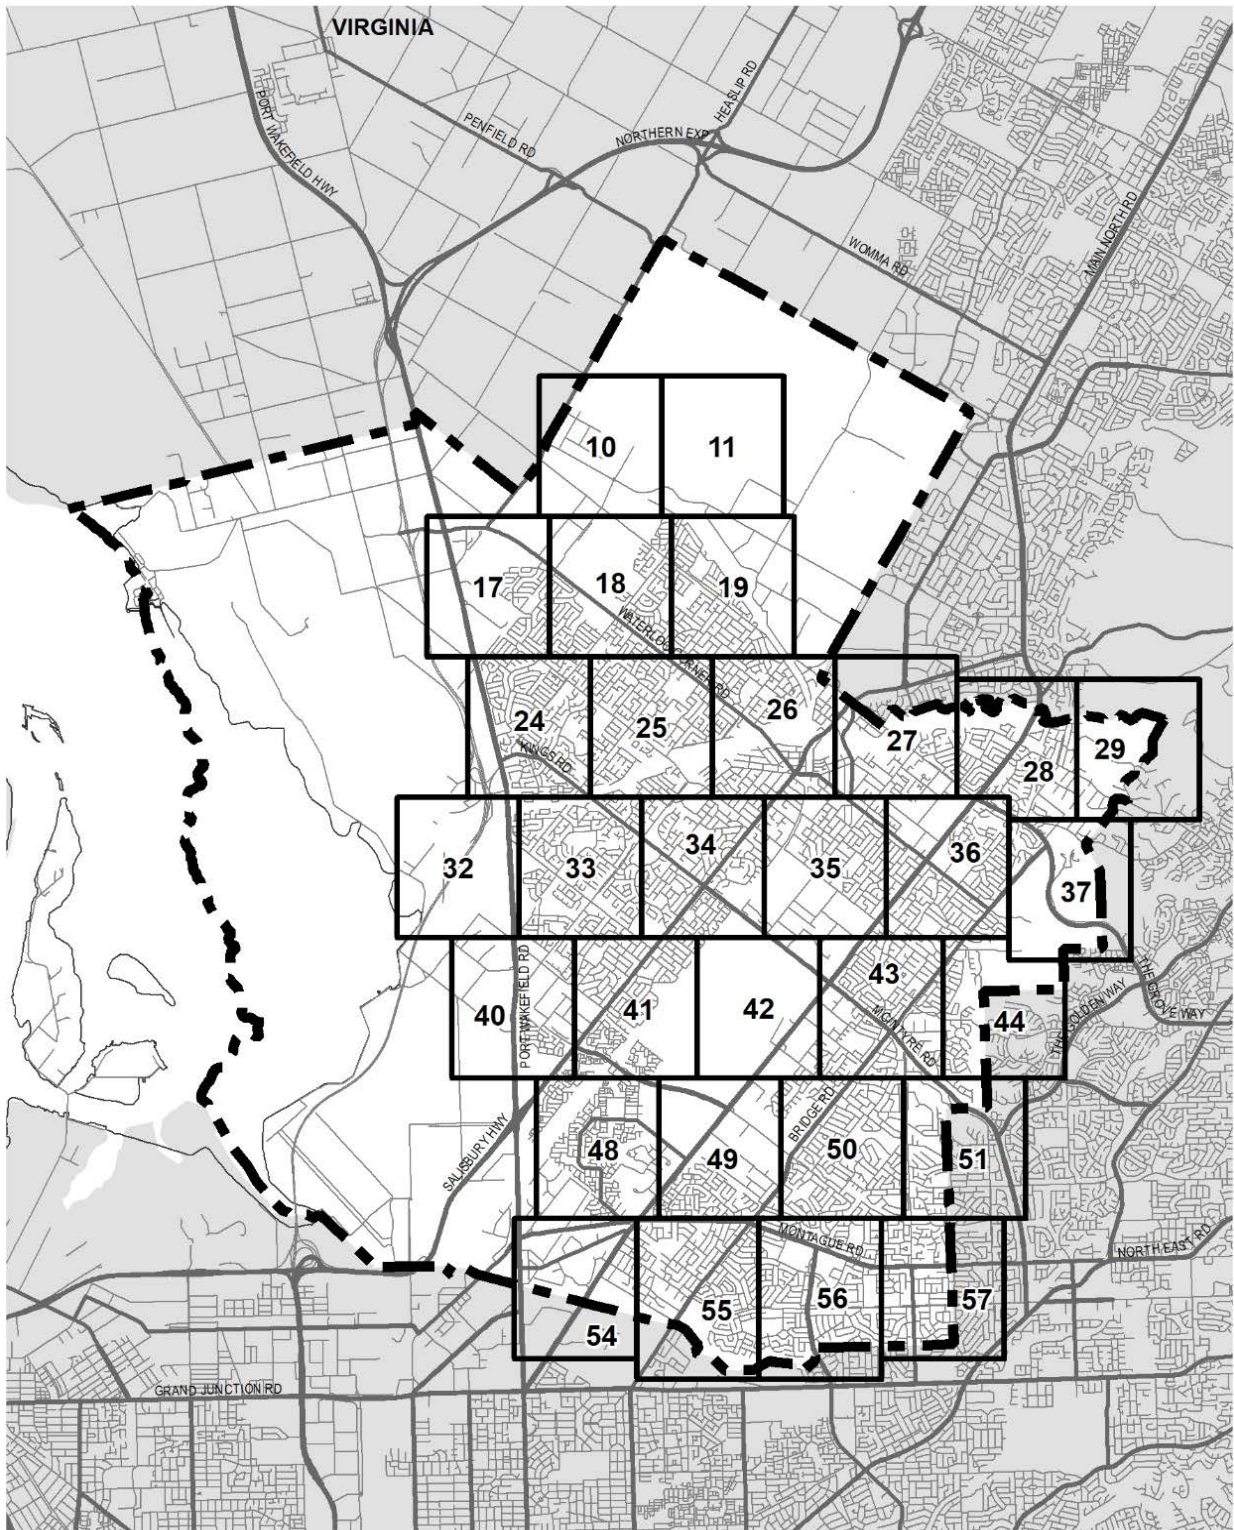 VIRGINIA
HEASLIP RD
PORT WAKEFIELD HWY
PENFIELD RD
NORTHERN EXP
MAIN NORTH RD
WOMMA RD
10
11
17
18
19
WATERLOO CORNER RD
24
25
26
27
28
29
KINGS RD
32
33
34
35
36
37
PORT WAKEFIELD RD
40
41
42
43
44
MCINTYRE RD
THE GOLDEN WAY
THE GROVE WAY
SALISBURY HWY
BRIDGE RD
48
49
50
51
MONTAGUE RD
NORTH EAST RD
54
55
56
57
GRAND JUNCTION RD